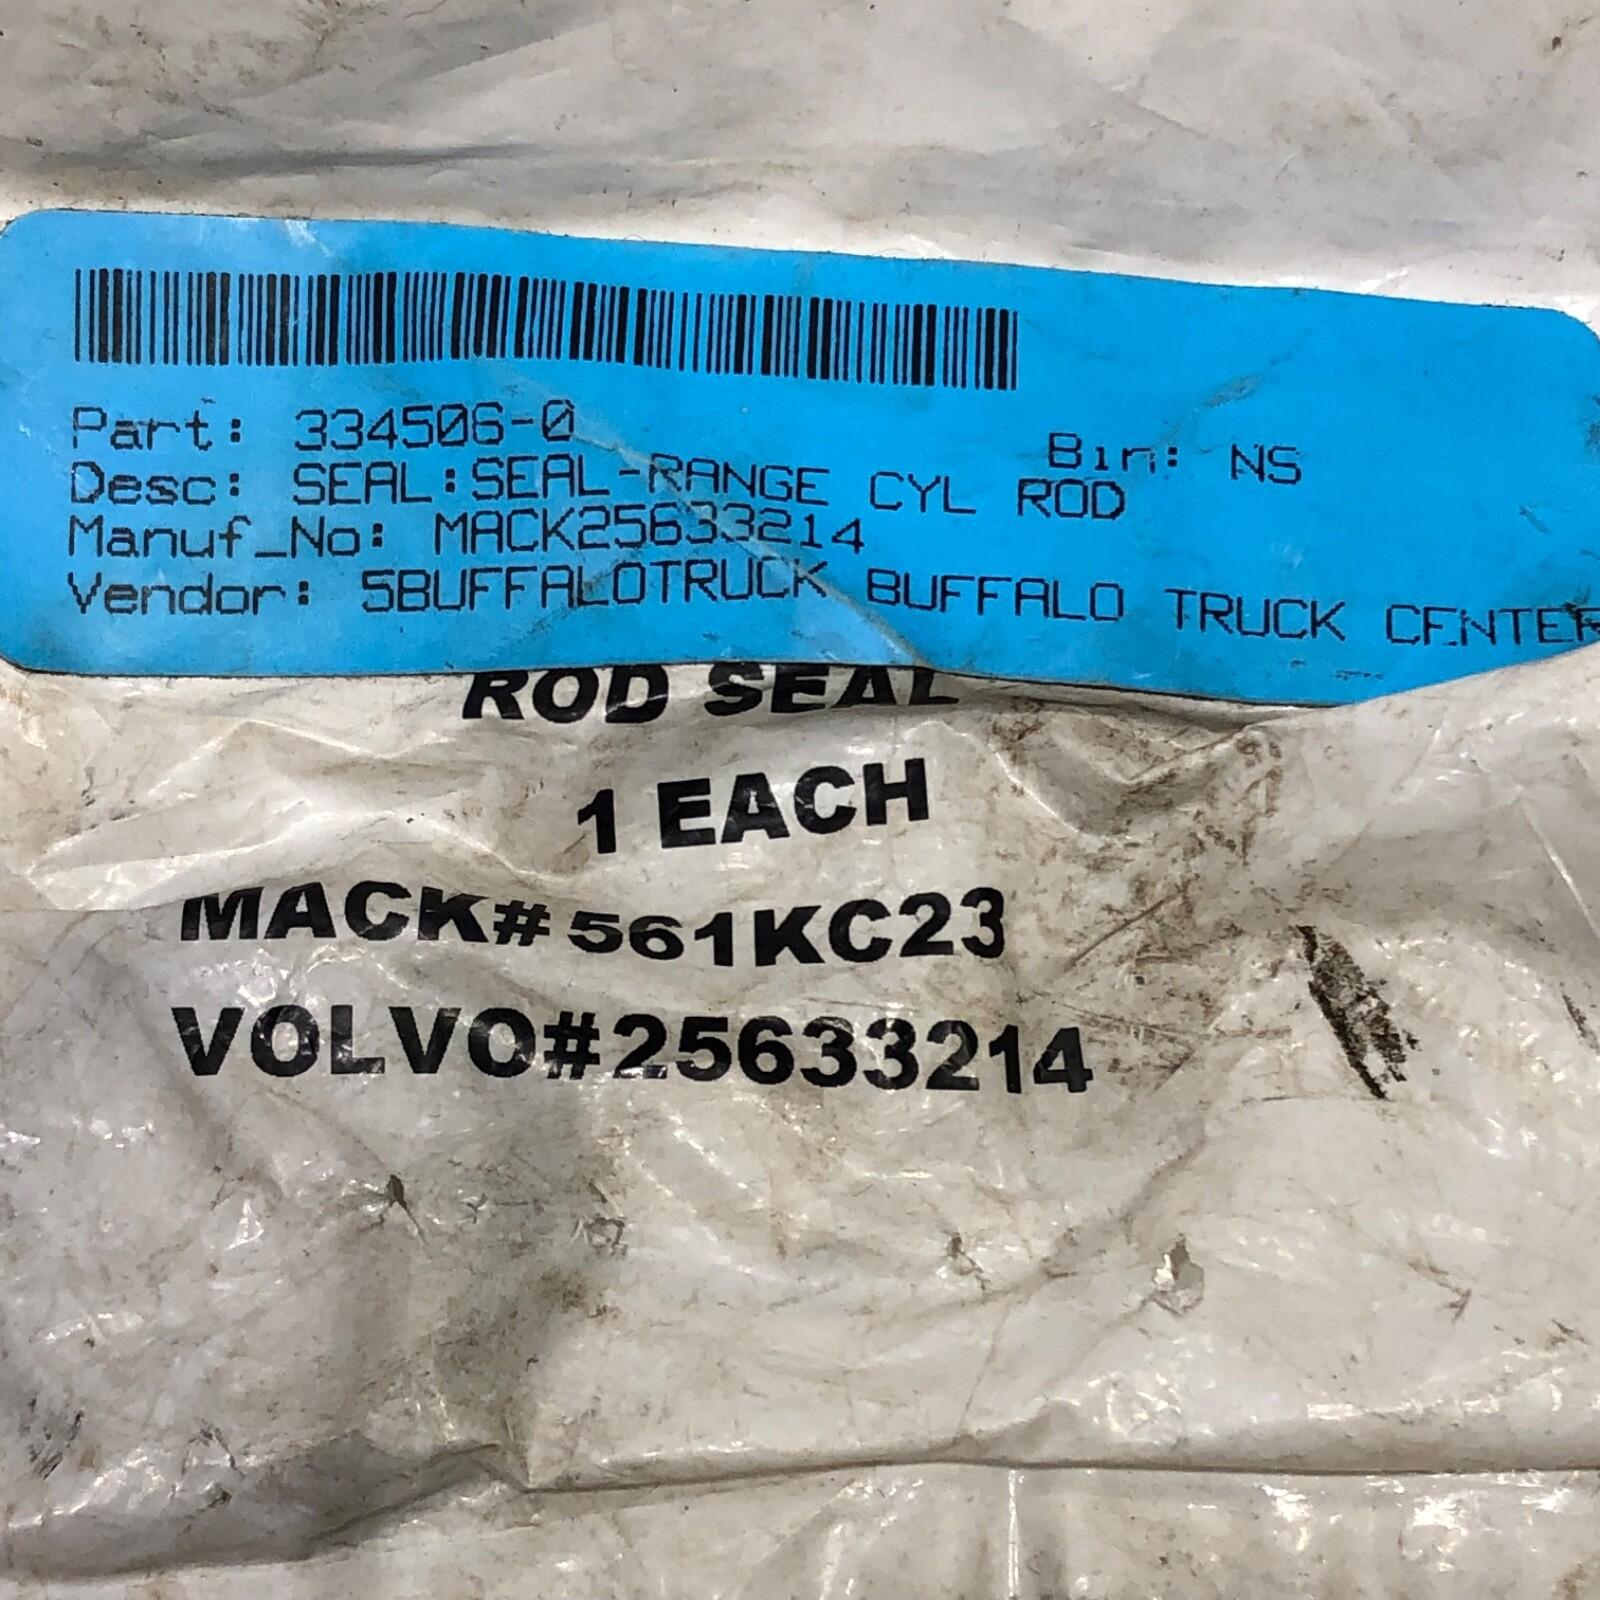 Part: 334506-0
Bin: NS
Desc: SEAL:SEAL-RANGE CYL ROD
Manuf_No: MACK25633214
Vendor: 5BUFFALOTRUCK BUFFALO TRUCK CENTER
ROD SEAL
1 EACH
MACK#561KC23
VOLVO#25633214